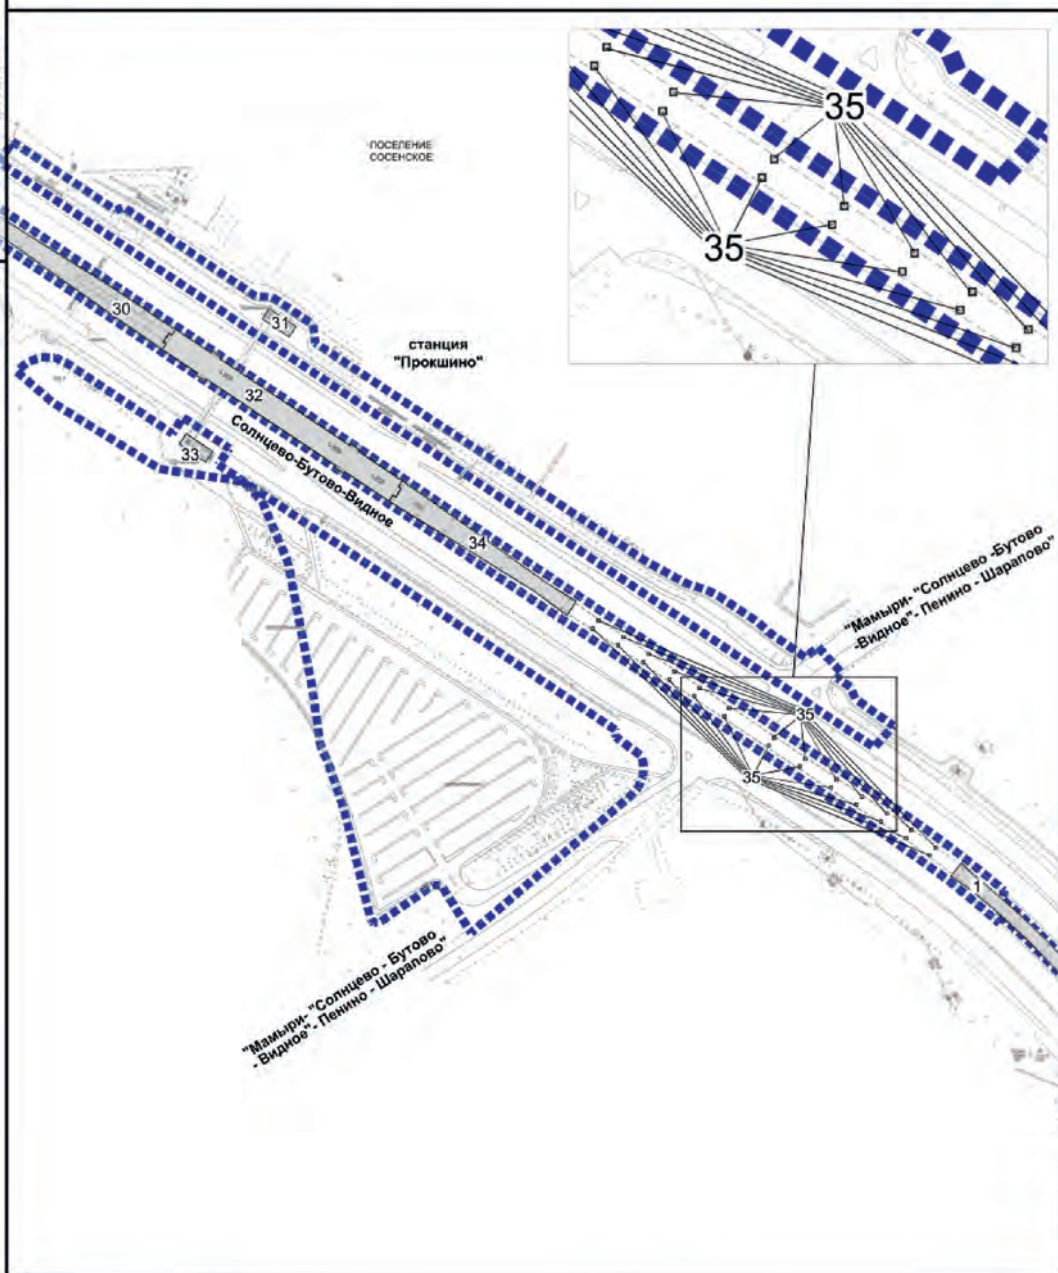 35
35
ПОСЕЛЕНИЕ
СОСЕНСКОЕ
30
31
станция
"Прокшино"
32
Солнцево-Бутово-Видное
33
34
"Мамыри- "Солнцево -Бутово
-Видное"- Пенино - Шарапово"
35
35
1
"Мамыри- "Солнцево - Бутово
- Видное"- Пенино - Шарапово"